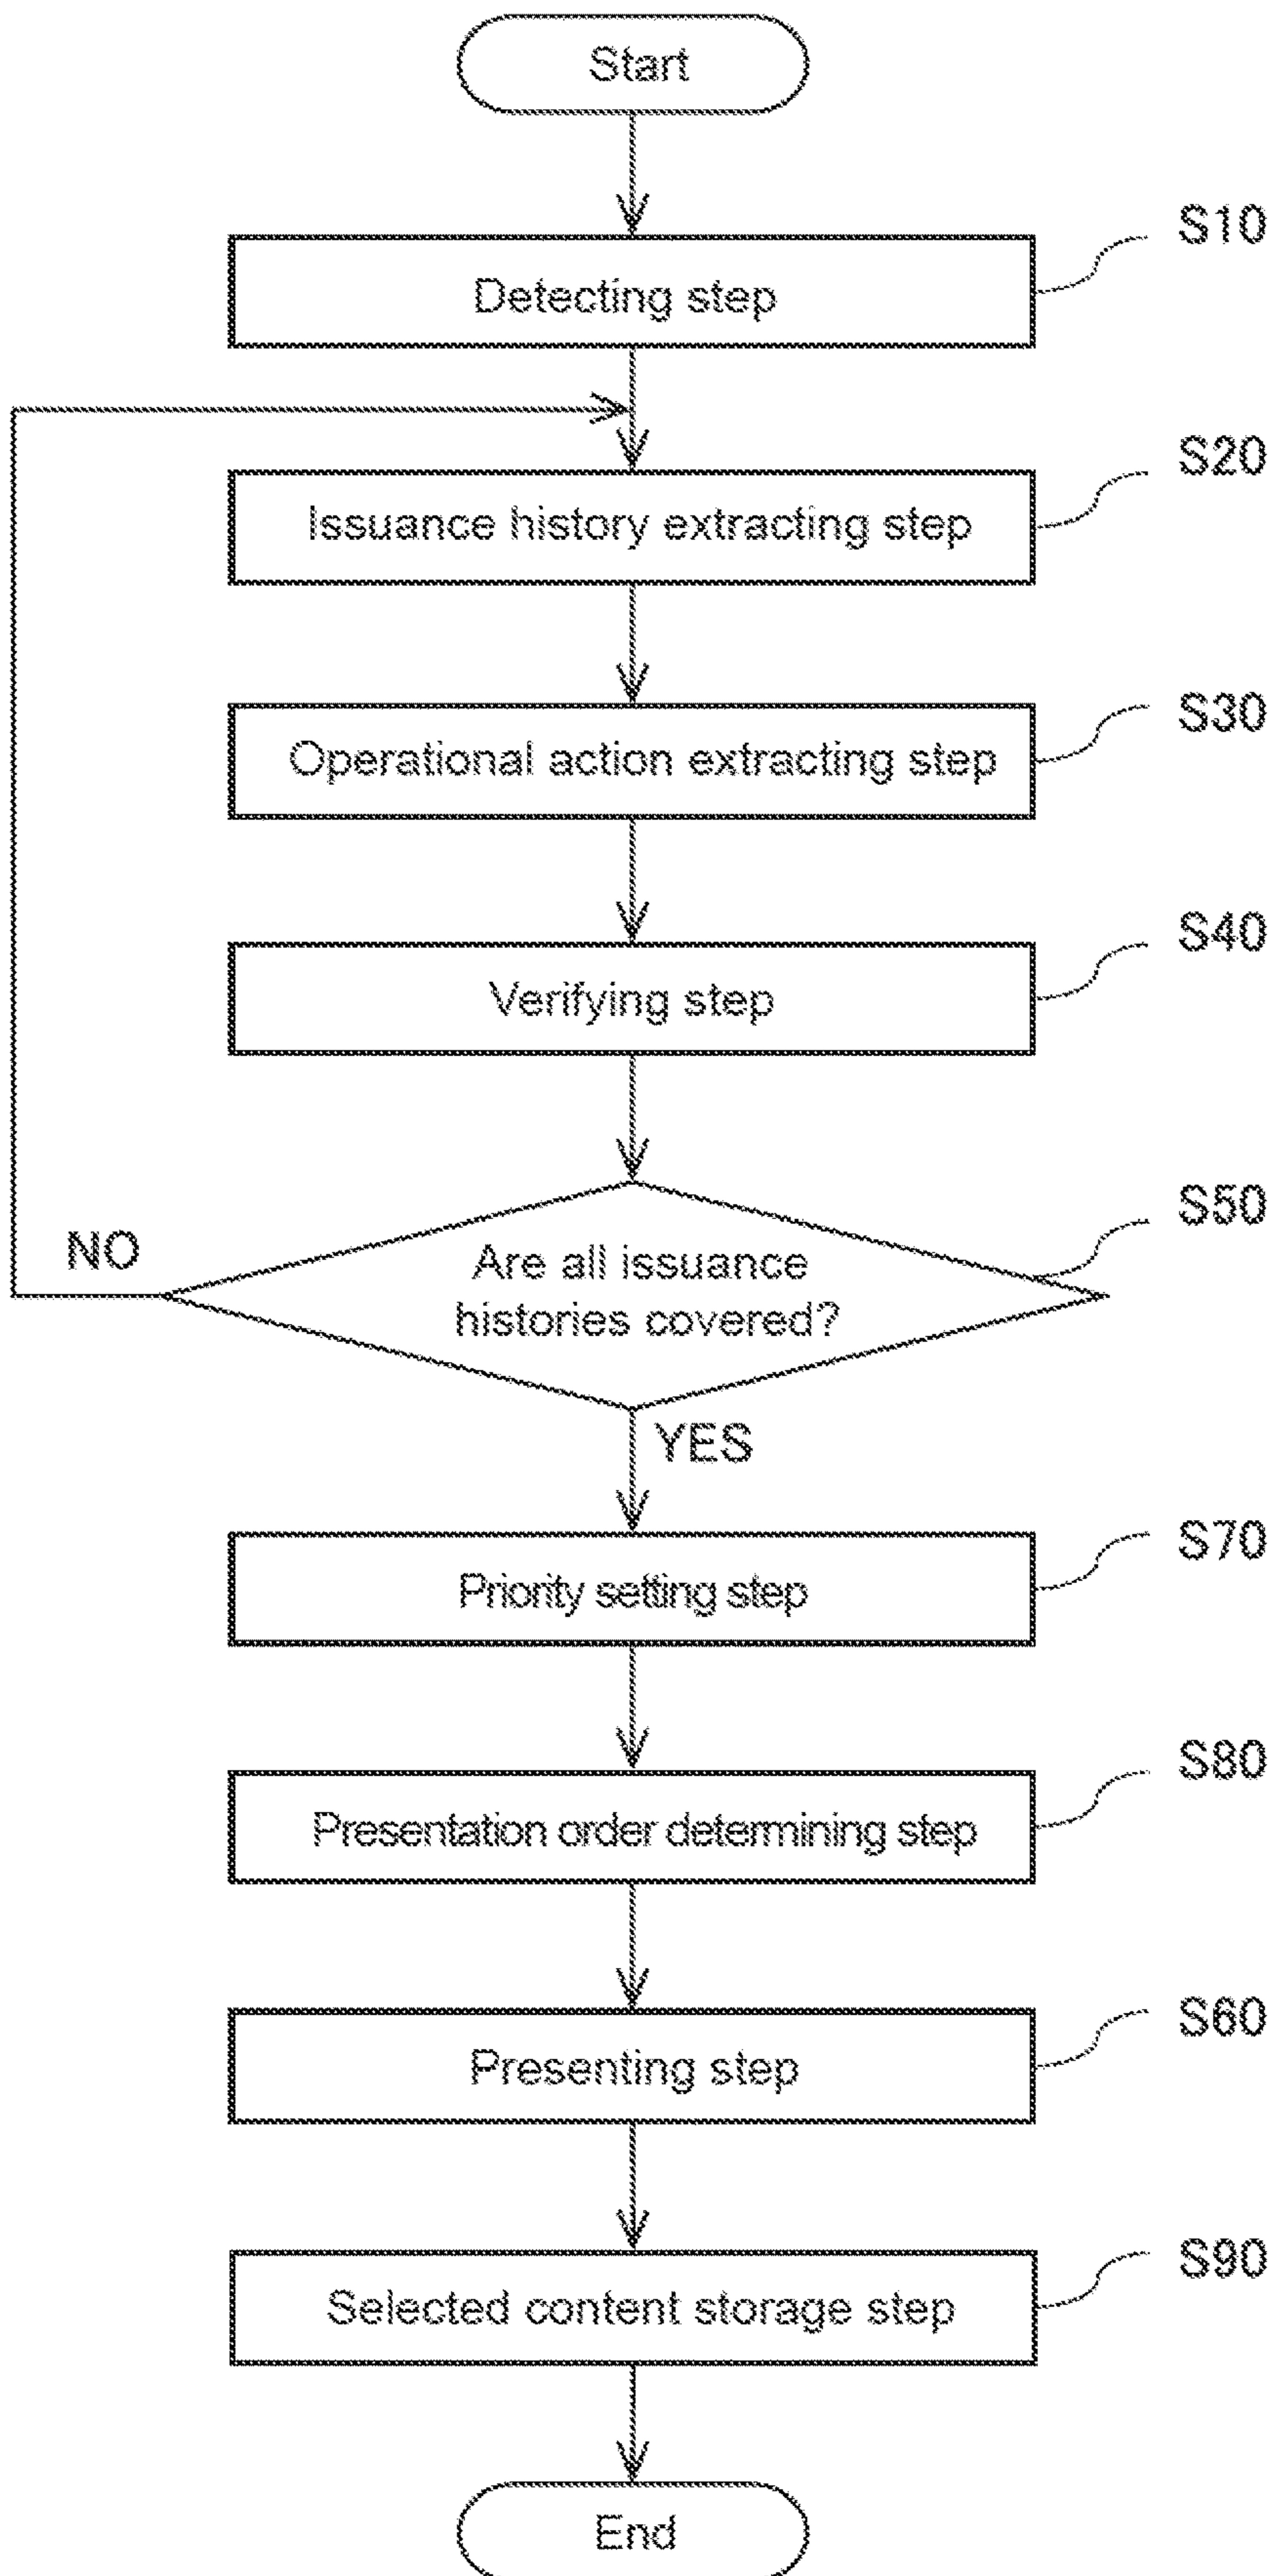 Start
S10
Detecting step
S20
Issuance history extracting step
S30
Operational action extracting step
S40
Verifying step
S50
NO
Are all issuance
histories covered?
YES
S70
Priority setting step
S80
Presentation order determining step
S60
Presenting step
S90
Selected content storage step
End